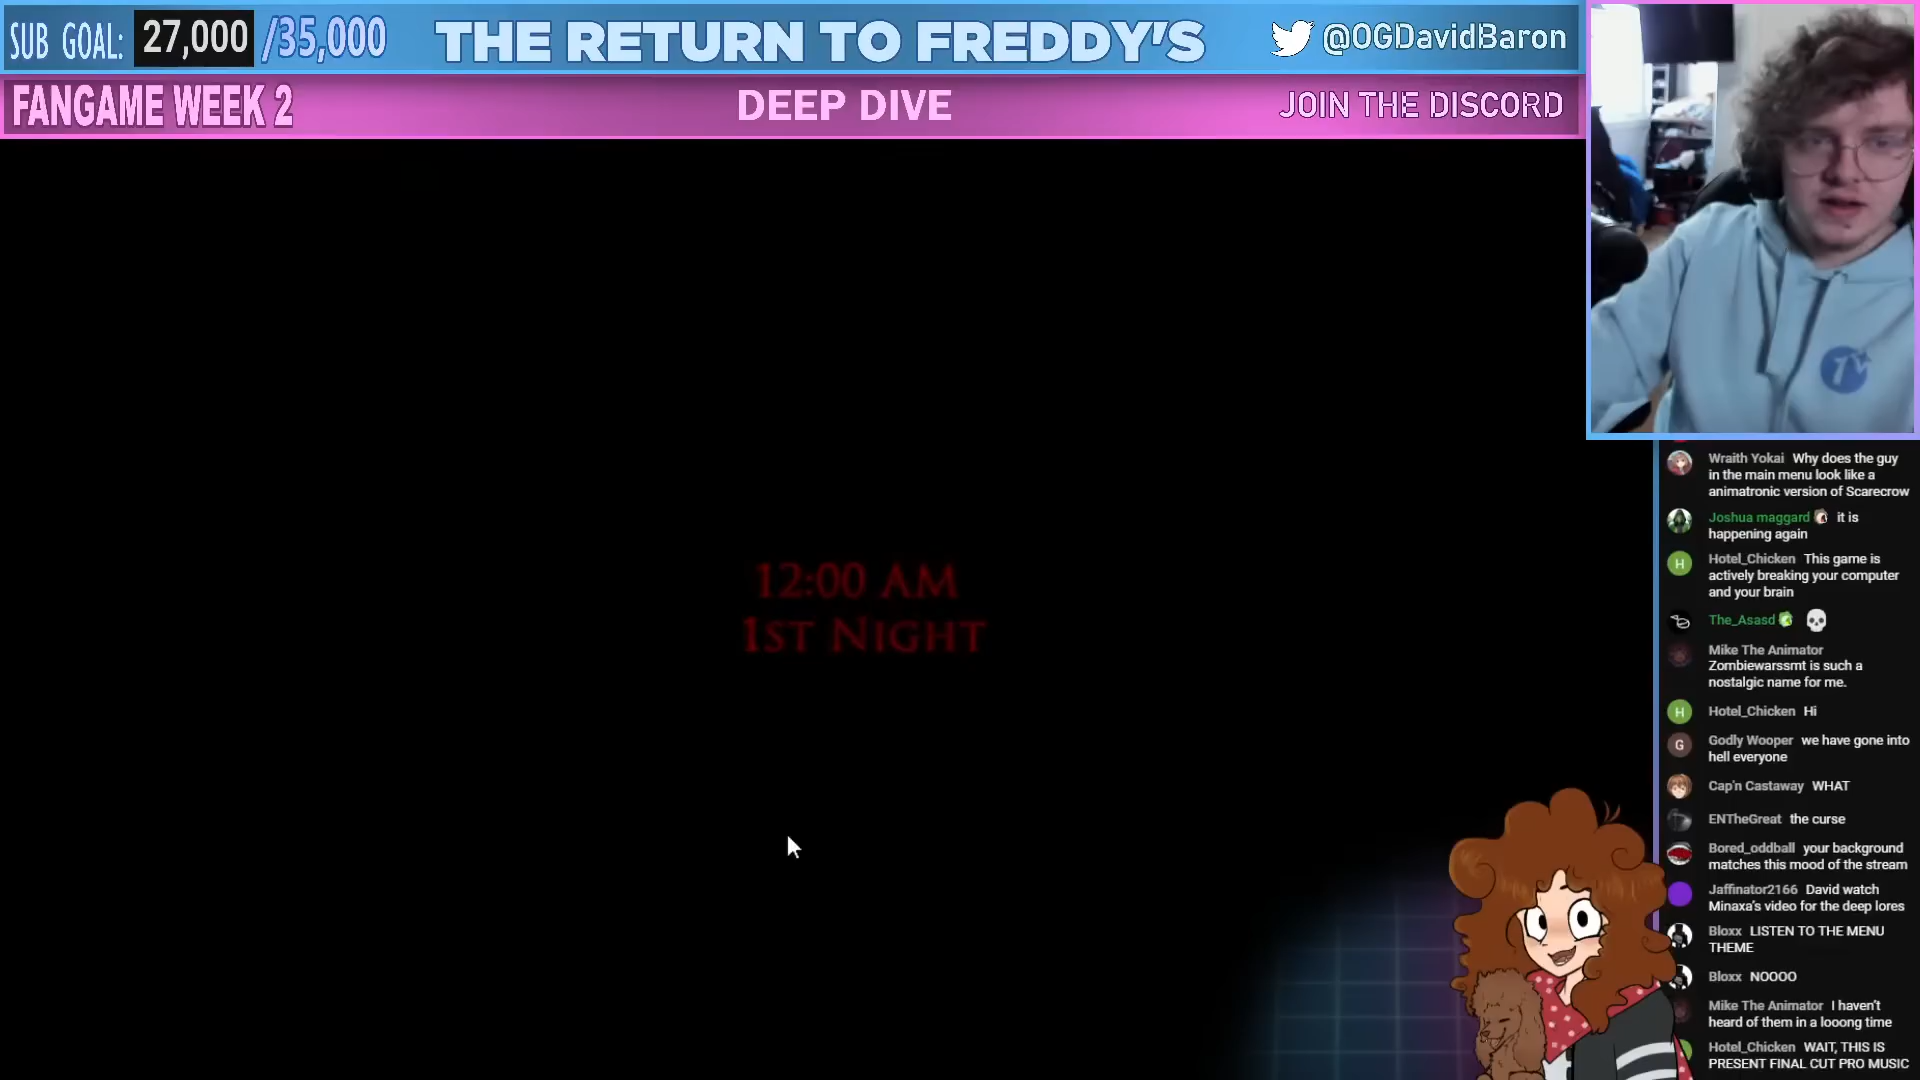 SUB GOAL: 27,000 /35,000
THE RETURN TO FREDDY'S
@OGDavidBaron
FANGAME WEEK 2
DEEP DIVE
JOIN THE DISCORD
12:00 AM
1ST NIGHT
Wraith Yokai Why does the guy
in the main menu look like a
animatronic version of Scarecrow
Joshua maggard it is
happening again
H Hotel_Chicken This game is
actively breaking your computer
and your brain
The_Asasd
Mike The Animator
Zombiewarssmt is such a
nostalgic name for me.
H Hotel_Chicken Hi
G Godly Wooper we have gone into
hell everyone
Cap'n Castaway WHAT
ENTheGreat the curse
Bored_oddball your background
matches this mood of the stream
Jaffinator2166 David watch
Minaxa's video for the deep lores
Bloxx LISTEN TO THE MENU
THEME
Bloxx NOOOO
Mike The Animator I haven't
heard of them in a looong time
Hotel_Chicken WAIT, THIS IS
PRESENT FINAL CUT PRO MUSIC